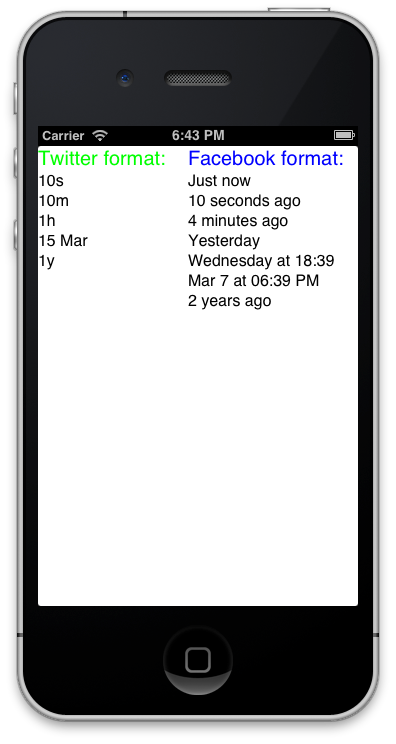 Carrier 6:43 PM
Twitter format: Facebook format:
10s Just now
10m 10 seconds ago
1h 4 minutes ago
15 Mar Yesterday
1y Wednesday at 18:39
Mar 7 at 06:39 PM
2 years ago